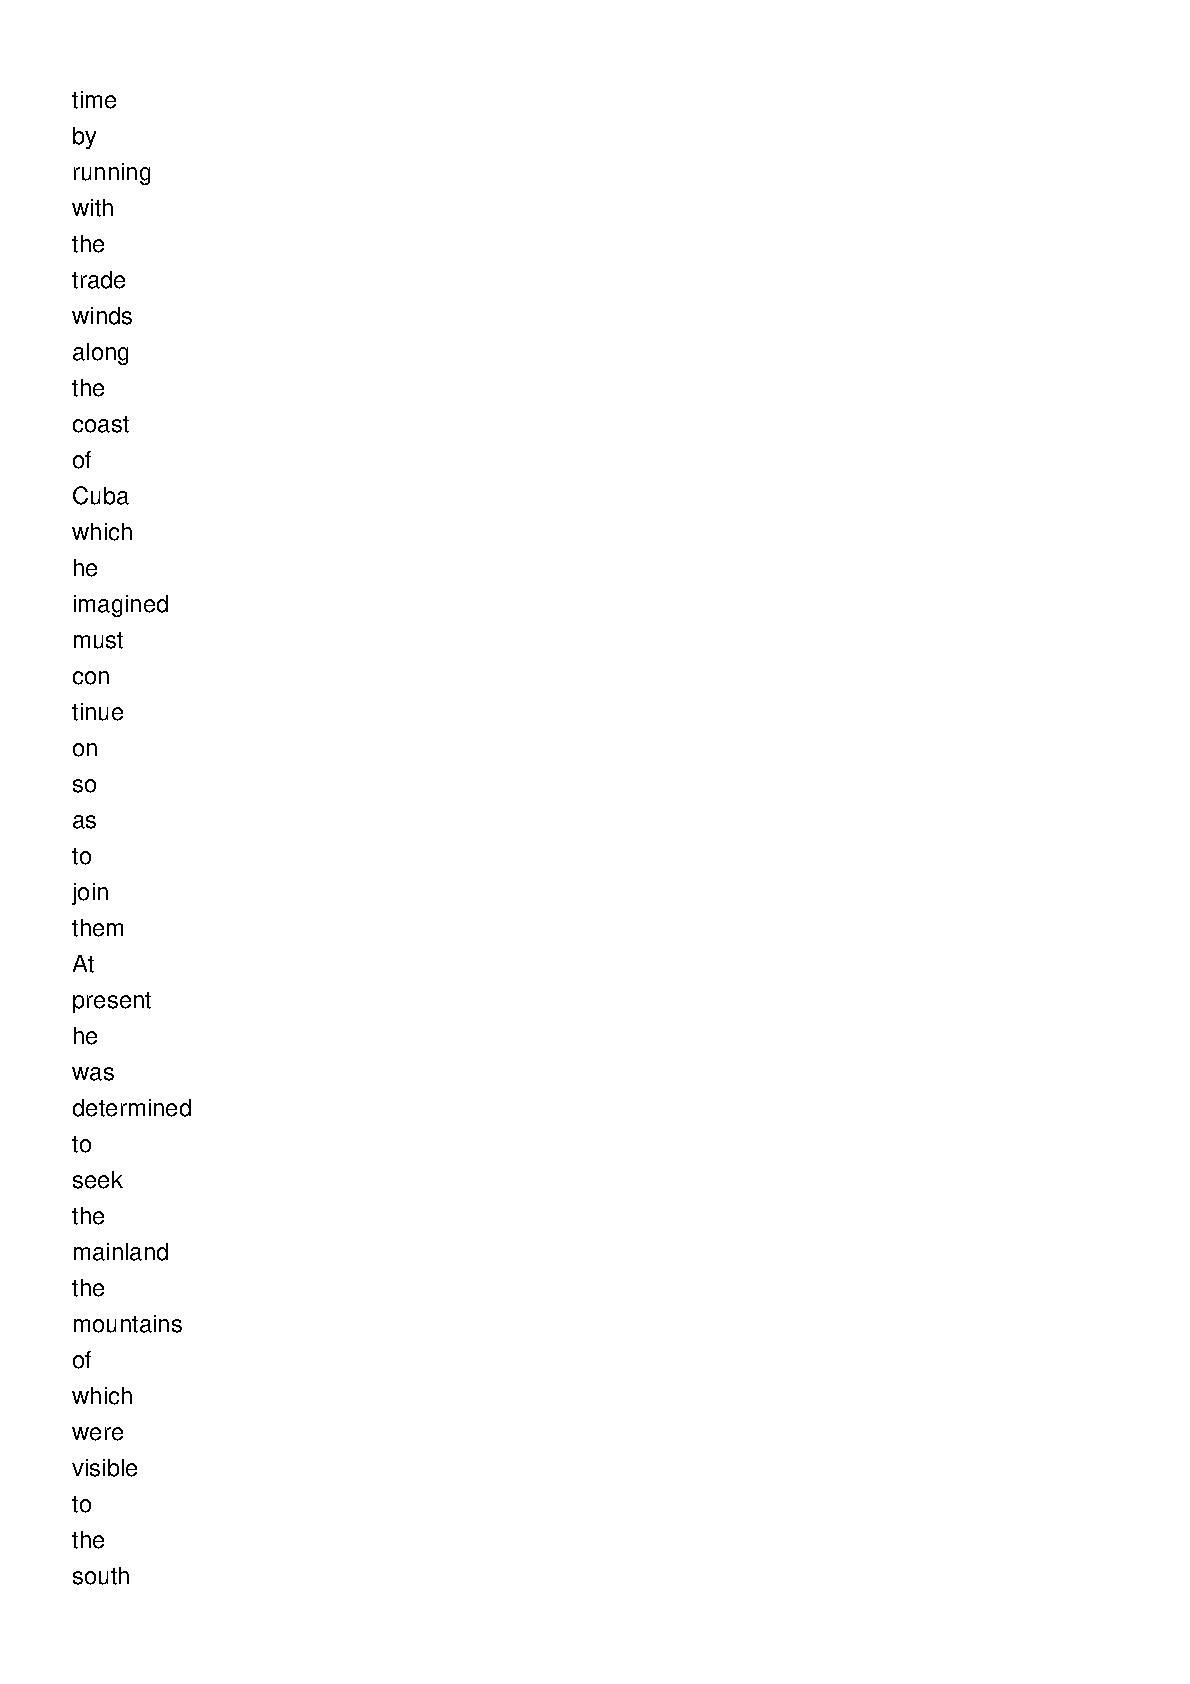 time
by
running
with
the
trade
winds
along
the
coast
of
Cuba
which
he
imagined
must
con
tinue
on
so
as
to
join
them
At
present
he
was
determined
to
seek
the
mainland
the
mountains
of
which
were
visible
to
the
south